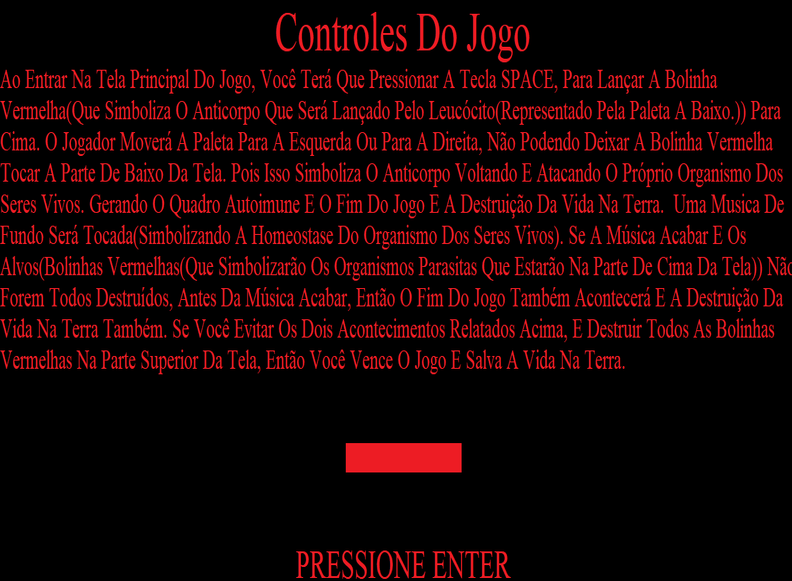 Controles Do Jogo
Ao Entrar Na Tela Principal Do Jogo, Você Terá Que Pressionar A Tecla SPACE, Para Lançar A Bolinha
Vermelha(Que Simboliza O Anticorpo Que Será Lançado Pelo Leucócito(Representado Pela Paleta A Baixo.)) Para
Cima. O Jogador Moverá A Paleta Para A Esquerda Ou Para A Direita, Não Podendo Deixar A Bolinha Vermelha
Tocar A Parte De Baixo Da Tela. Pois Isso Simboliza O Anticorpo Voltando E Atacando O Próprio Organismo Dos
Seres Vivos. Gerando O Quadro Autoimune E O Fim Do Jogo E A Destruição Da Vida Na Terra.  Uma Musica De
Fundo Será Tocada(Simbolizando A Homeostase Do Organismo Dos Seres Vivos). Se A Música Acabar E Os
Alvos(Bolinhas Vermelhas(Que Simbolizarão Os Organismos Parasitas Que Estarão Na Parte De Cima Da Tela)) Não
Forem Todos Destruídos, Antes Da Música Acabar, Então O Fim Do Jogo Também Acontecerá E A Destruição Da
Vida Na Terra Também. Se Você Evitar Os Dois Acontecimentos Relatados Acima, E Destruir Todos As Bolinhas
Vermelhas Na Parte Superior Da Tela, Então Você Vence O Jogo E Salva A Vida Na Terra.
PRESSIONE ENTER